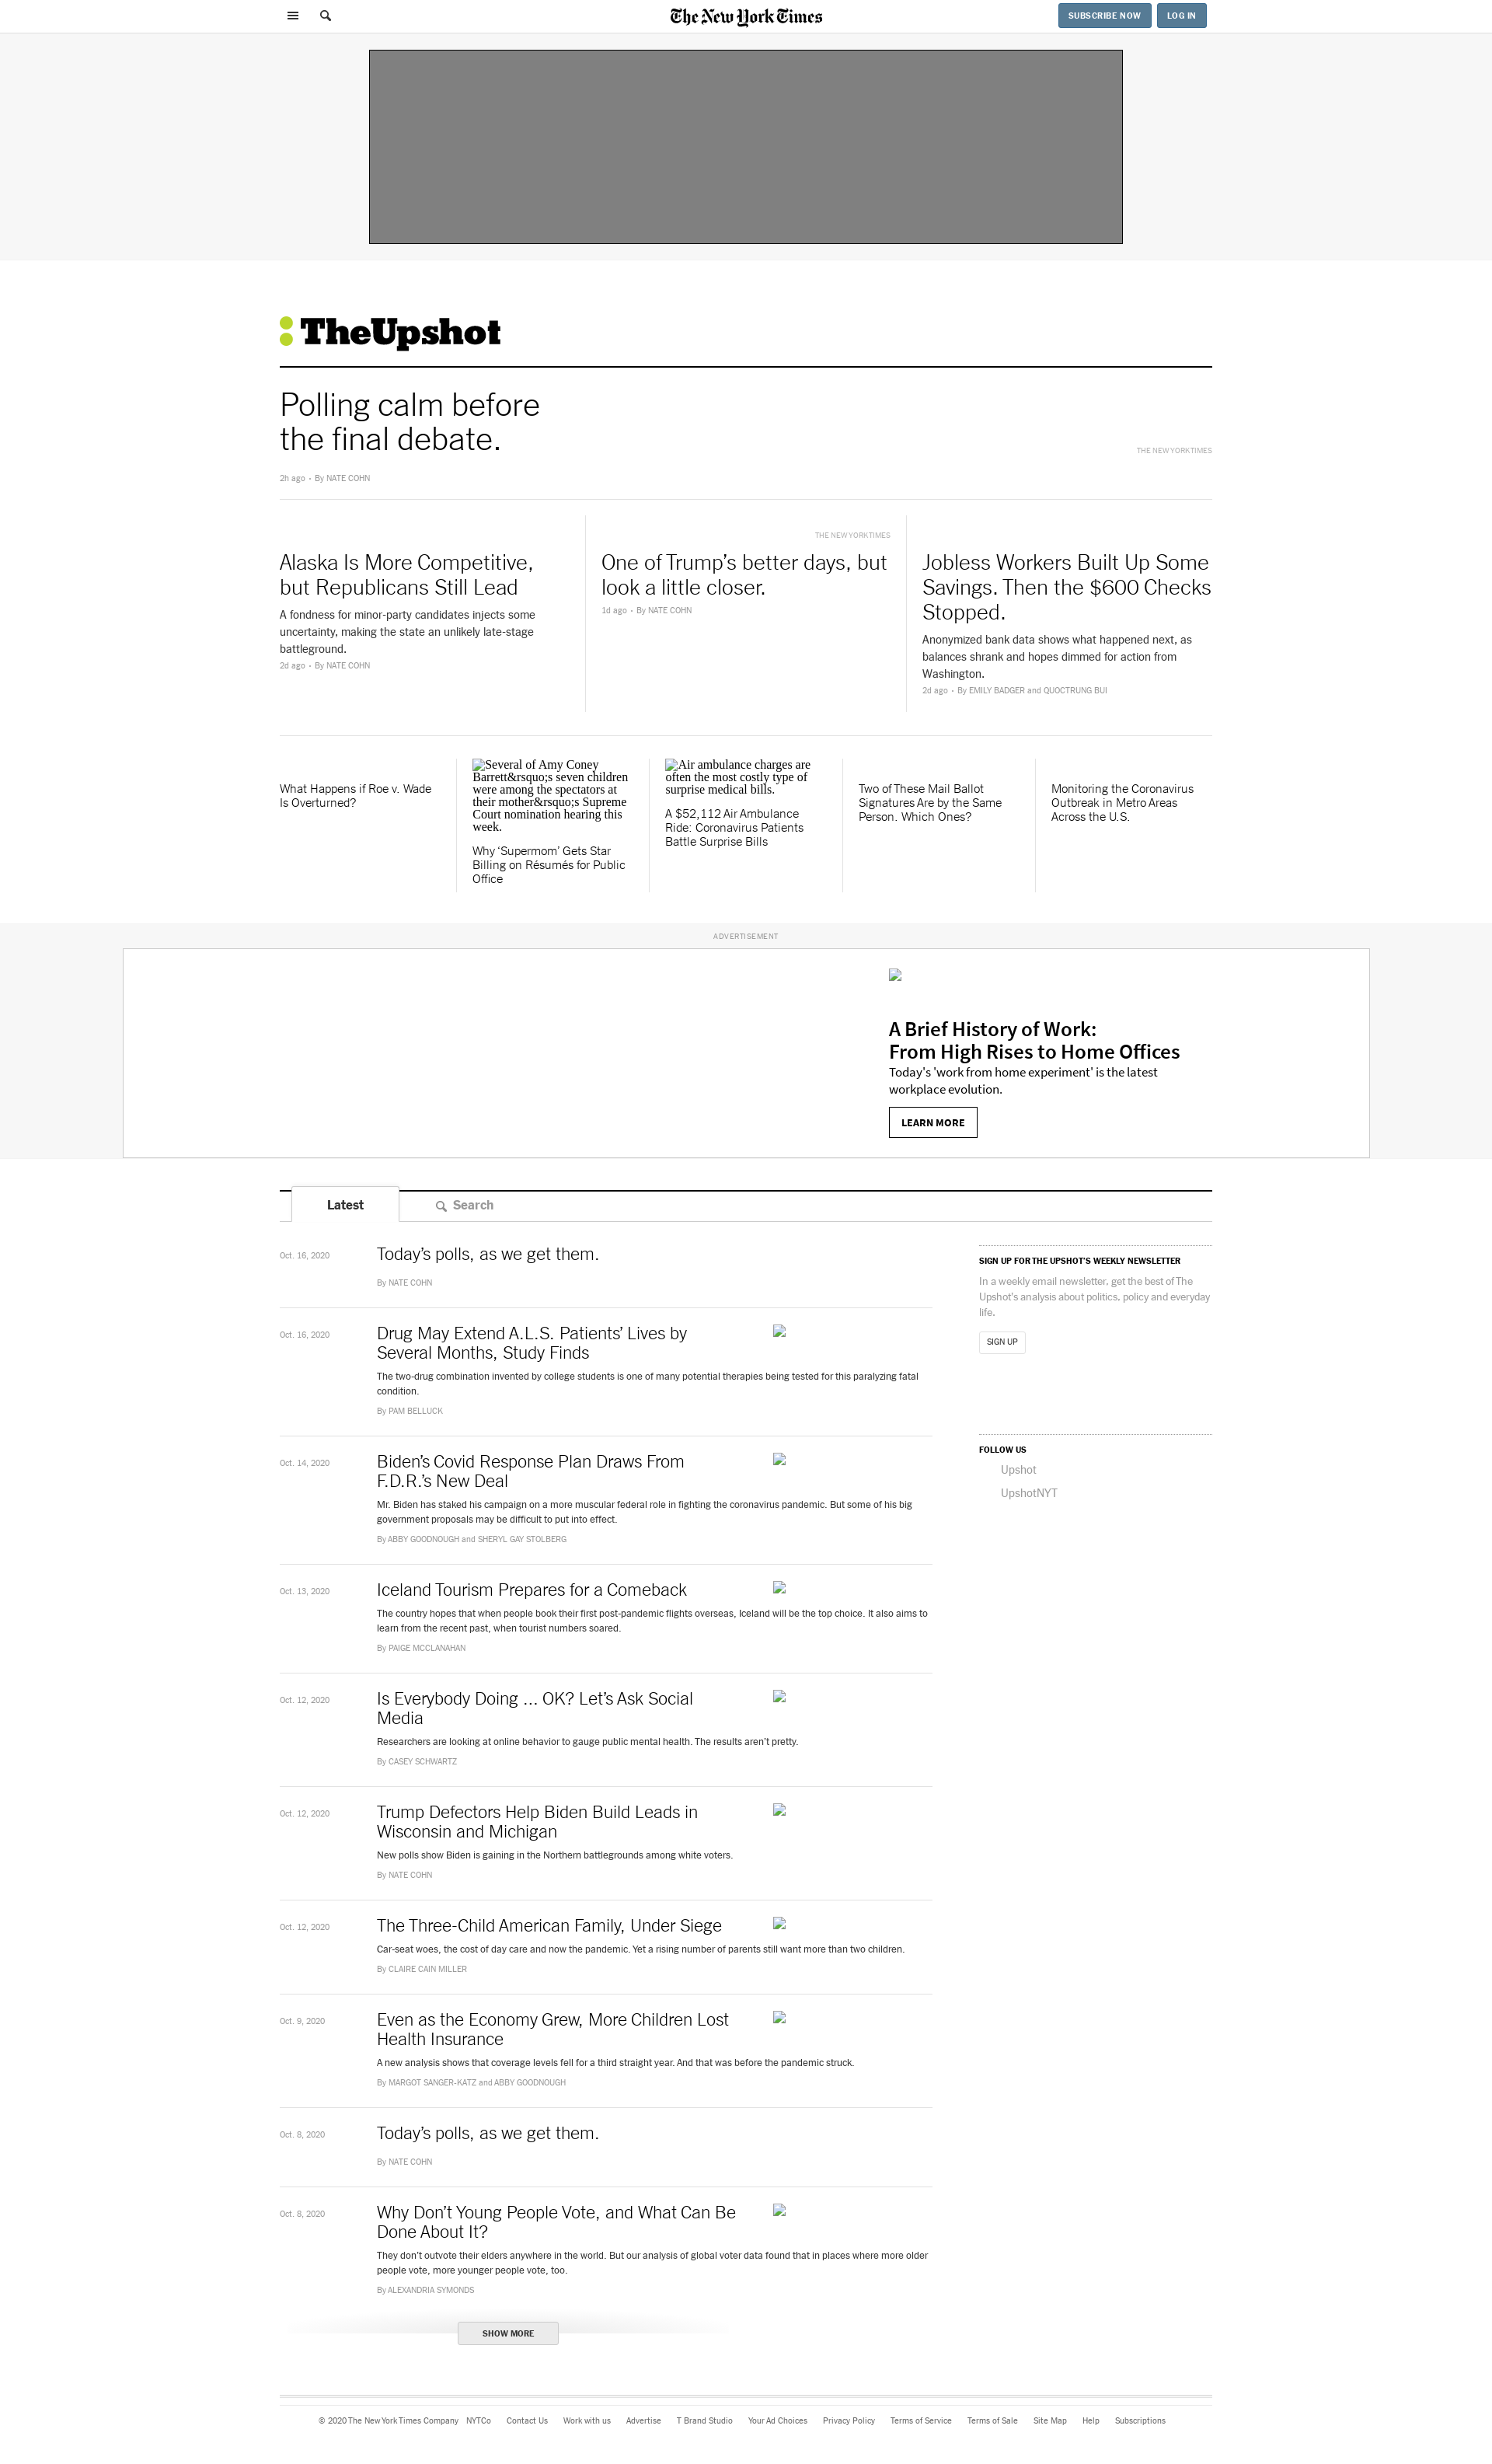 The New York Times
SUBSCRIBE NOW
LOG IN
TheUpshot
Polling calm before
the final debate.
THE NEW YORK TIMES
2h ago • By NATE COHN
Alaska Is More Competitive,
but Republicans Still Lead
A fondness for minor-party candidates injects some
uncertainty, making the state an unlikely late-stage
battleground.
2d ago • By NATE COHN
THE NEW YORK TIMES
One of Trump’s better days, but
look a little closer.
1d ago • By NATE COHN
Jobless Workers Built Up Some
Savings. Then the $600 Checks
Stopped.
Anonymized bank data shows what happened next, as
balances shrank and hopes dimmed for action from
Washington.
2d ago • By EMILY BADGER and QUOCTRUNG BUI
What Happens if Roe v. Wade
Is Overturned?
Several of Amy Coney
Barrett&rsquo;s seven children
were among the spectators at
their mother&rsquo;s Supreme
Court nomination hearing this
week.
Why ‘Supermom’ Gets Star
Billing on Résumés for Public
Office
Air ambulance charges are
often the most costly type of
surprise medical bills.
A $52,112 Air Ambulance
Ride: Coronavirus Patients
Battle Surprise Bills
Two of These Mail Ballot
Signatures Are by the Same
Person. Which Ones?
Monitoring the Coronavirus
Outbreak in Metro Areas
Across the U.S.
ADVERTISEMENT
A Brief History of Work:
From High Rises to Home Offices
Today's 'work from home experiment' is the latest
workplace evolution.
LEARN MORE
Latest
Search
Oct. 16, 2020
Today’s polls, as we get them.
By NATE COHN
Oct. 16, 2020
Drug May Extend A.L.S. Patients’ Lives by
Several Months, Study Finds
The two-drug combination invented by college students is one of many potential therapies being tested for this paralyzing fatal
condition.
By PAM BELLUCK
Oct. 14, 2020
Biden’s Covid Response Plan Draws From
F.D.R.’s New Deal
Mr. Biden has staked his campaign on a more muscular federal role in fighting the coronavirus pandemic. But some of his big
government proposals may be difficult to put into effect.
By ABBY GOODNOUGH and SHERYL GAY STOLBERG
Oct. 13, 2020
Iceland Tourism Prepares for a Comeback
The country hopes that when people book their first post-pandemic flights overseas, Iceland will be the top choice. It also aims to
learn from the recent past, when tourist numbers soared.
By PAIGE MCCLANAHAN
Oct. 12, 2020
Is Everybody Doing ... OK? Let’s Ask Social
Media
Researchers are looking at online behavior to gauge public mental health. The results aren’t pretty.
By CASEY SCHWARTZ
Oct. 12, 2020
Trump Defectors Help Biden Build Leads in
Wisconsin and Michigan
New polls show Biden is gaining in the Northern battlegrounds among white voters.
By NATE COHN
Oct. 12, 2020
The Three-Child American Family, Under Siege
Car-seat woes, the cost of day care and now the pandemic. Yet a rising number of parents still want more than two children.
By CLAIRE CAIN MILLER
Oct. 9, 2020
Even as the Economy Grew, More Children Lost
Health Insurance
A new analysis shows that coverage levels fell for a third straight year. And that was before the pandemic struck.
By MARGOT SANGER-KATZ and ABBY GOODNOUGH
Oct. 8, 2020
Today’s polls, as we get them.
By NATE COHN
Oct. 8, 2020
Why Don’t Young People Vote, and What Can Be
Done About It?
They don’t outvote their elders anywhere in the world. But our analysis of global voter data found that in places where more older
people vote, more younger people vote, too.
By ALEXANDRIA SYMONDS
SHOW MORE
SIGN UP FOR THE UPSHOT'S WEEKLY NEWSLETTER
In a weekly email newsletter, get the best of The
Upshot's analysis about politics, policy and everyday
life.
SIGN UP
FOLLOW US
Upshot
UpshotNYT
© 2020 The New York Times Company NYTCo Contact Us Work with us Advertise T Brand Studio Your Ad Choices Privacy Policy Terms of Service Terms of Sale Site Map Help Subscriptions